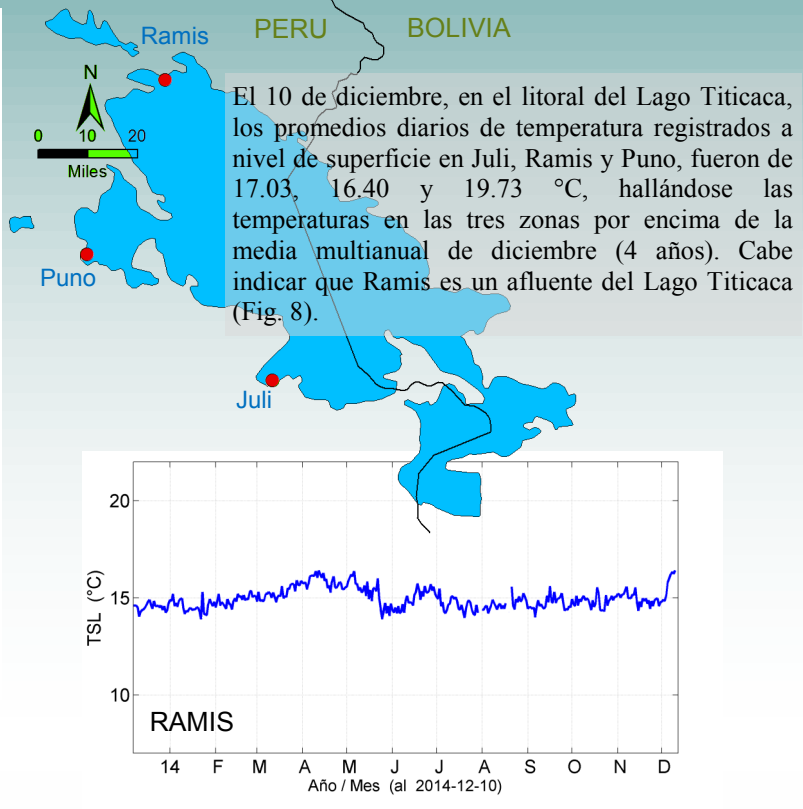 Ramis
PERU
BOLIVIA
N
0 10 20
Miles
El 10 de diciembre, en el litoral del Lago Titicaca,
los promedios diarios de temperatura registrados a
nivel de superficie en Juli, Ramis y Puno, fueron de
17.03, 16.40 y 19.73 °C, hallándose las
temperaturas en las tres zonas por encima de la
media multianual de diciembre (4 años). Cabe
indicar que Ramis es un afluente del Lago Titicaca
(Fig. 8).
Puno
Juli
20
15
10
TSL (°C)
RAMIS
14 F M A M J J A S O N D
Año / Mes (al 2014-12-10)